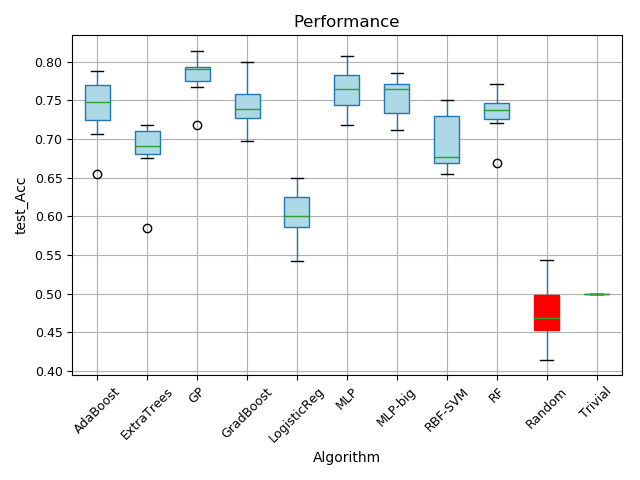 Performance
test_Acc
0.80
0.75
0.70
0.65
0.60
0.55
0.50
0.45
0.40
AdaBoost
ExtraTrees
GP
GradBoost
LogisticReg
MLP
MLP-big
RBF-SVM
RF
Random
Trivial
Algorithm